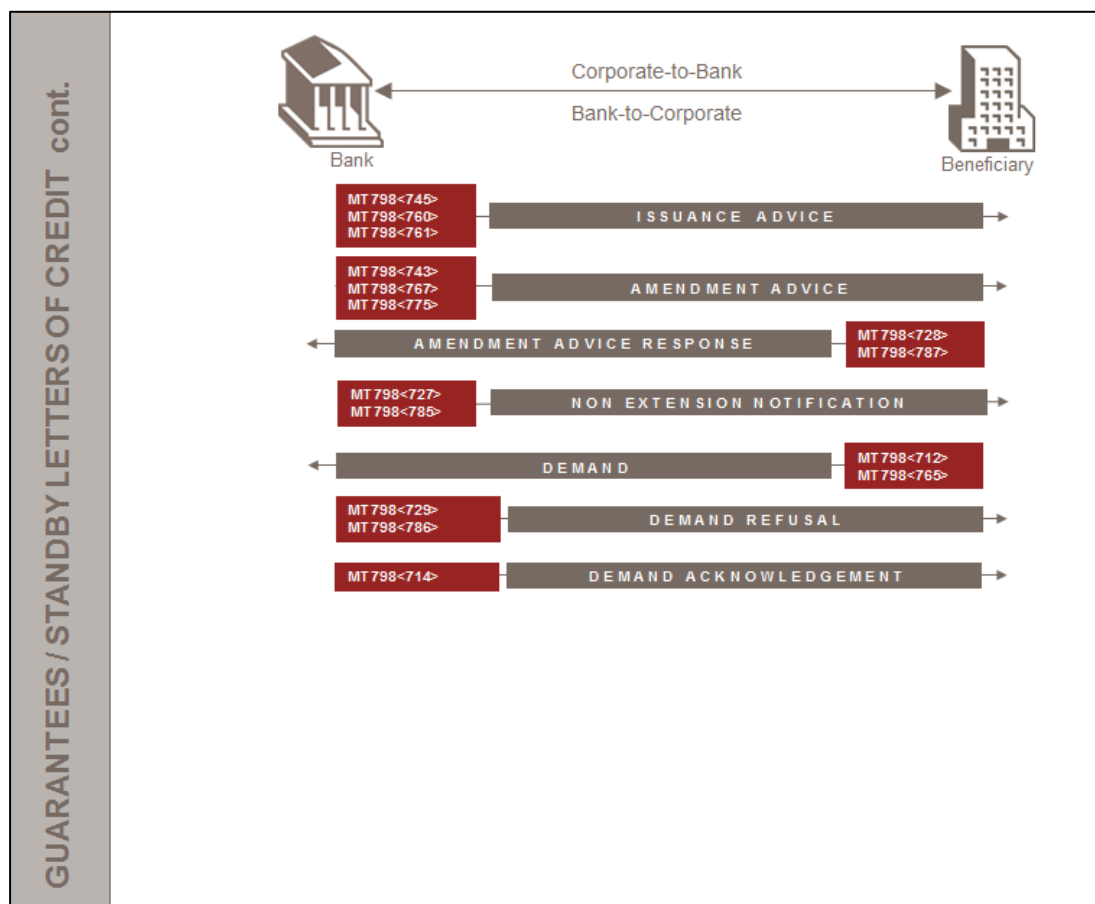 GUARANTEES / STANDBY LETTERS OF CREDIT cont.
Corporate-to-Bank
Bank-to-Corporate
Bank
Beneficiary
MT798<745>
MT798<760>
MT798<761>
ISSUANCE ADVICE
MT798<743>
MT798<767>
MT798<775>
AMENDMENT ADVICE
AMENDMENT ADVICE RESPONSE
MT798<728>
MT798<787>
MT798<727>
MT798<785>
NON EXTENSION NOTIFICATION
DEMAND
MT798<712>
MT798<765>
MT798<729>
MT798<786>
DEMAND REFUSAL
MT798<714>
DEMAND ACKNOWLEDGEMENT